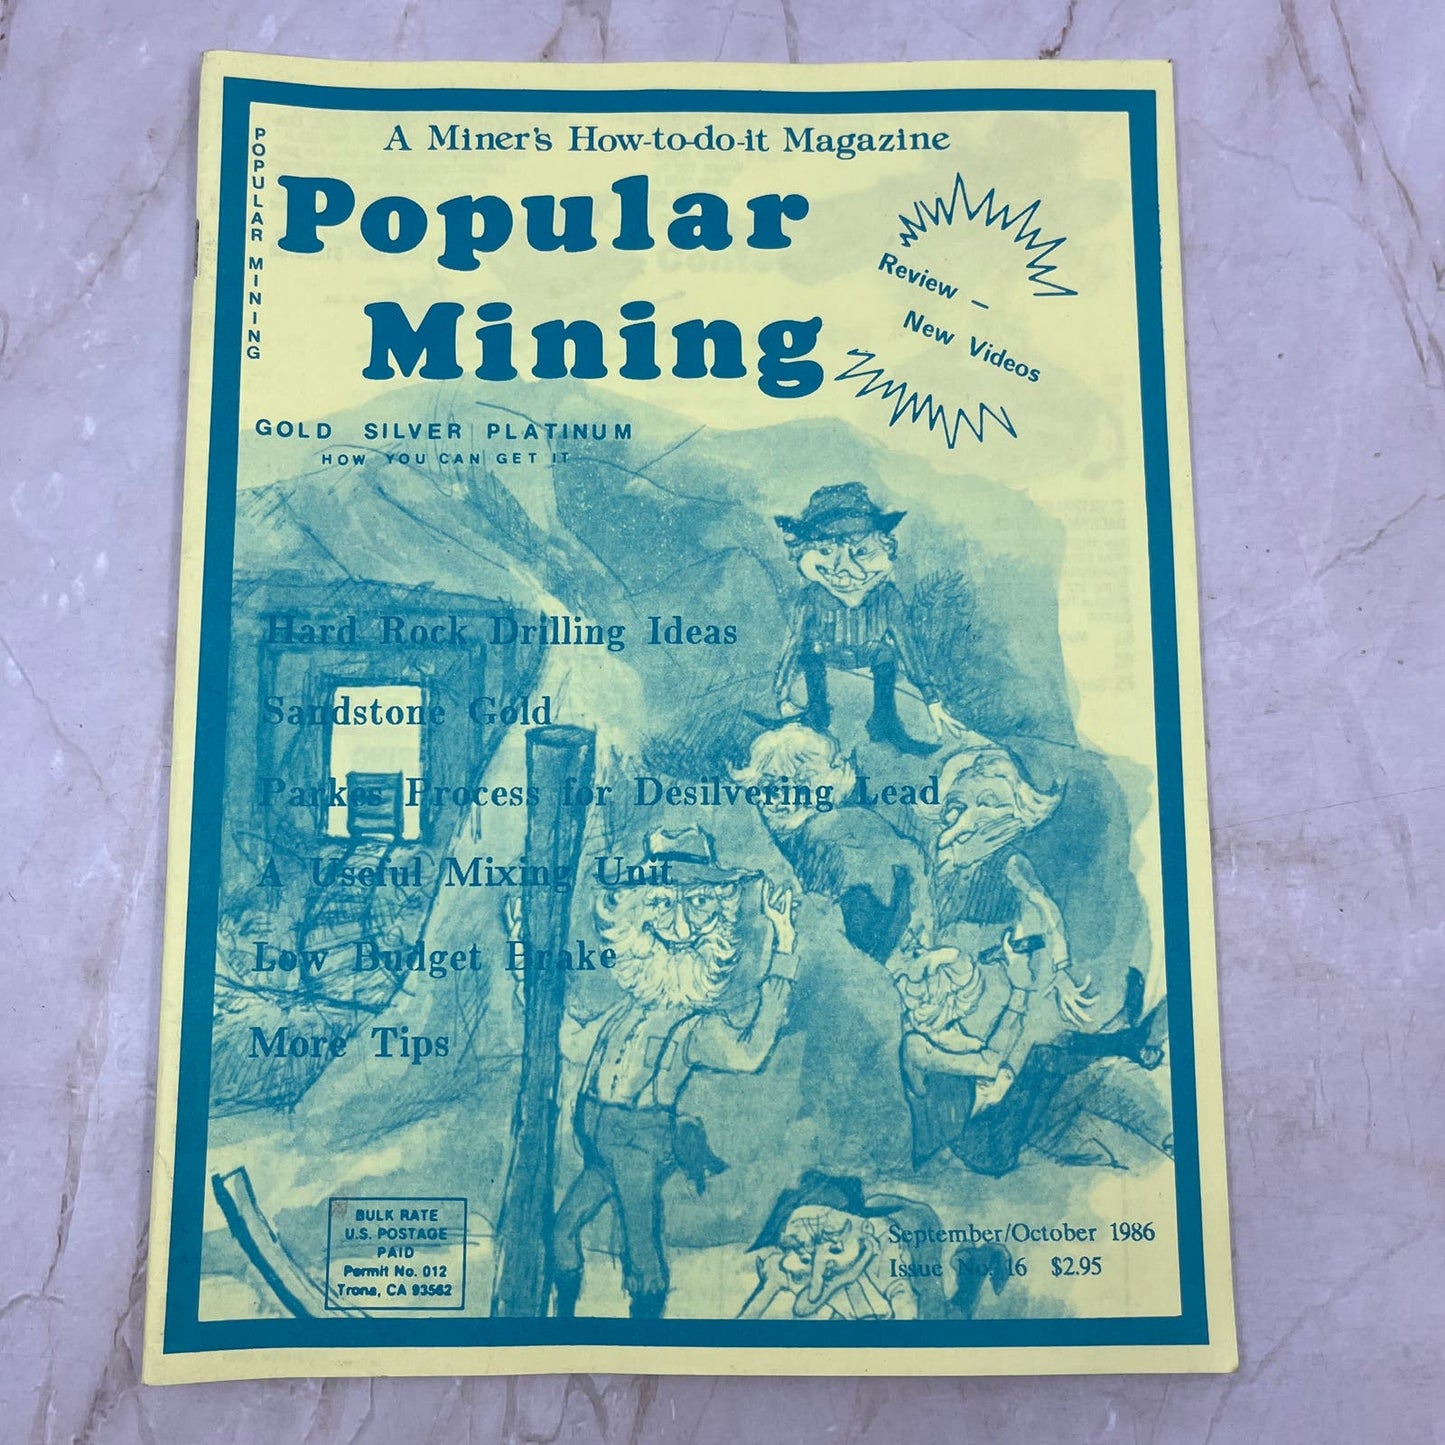 A Miner's How-to-do-it Magazine
POPULAR MINING
Popular
Mining
Review –
New Videos
GOLD SILVER PLATINUM
HOW YOU CAN GET IT
Hard Rock Drilling Ideas
Sandstone Gold
Parkes Process for Desilvering Lead
A Useful Mixing Unit
Low Budget Brake
More Tips
BULK RATE
U.S. POSTAGE
PAID
Permit No. 012
Trona, CA 93562
September/October 1986
Issue No. 16 $2.95